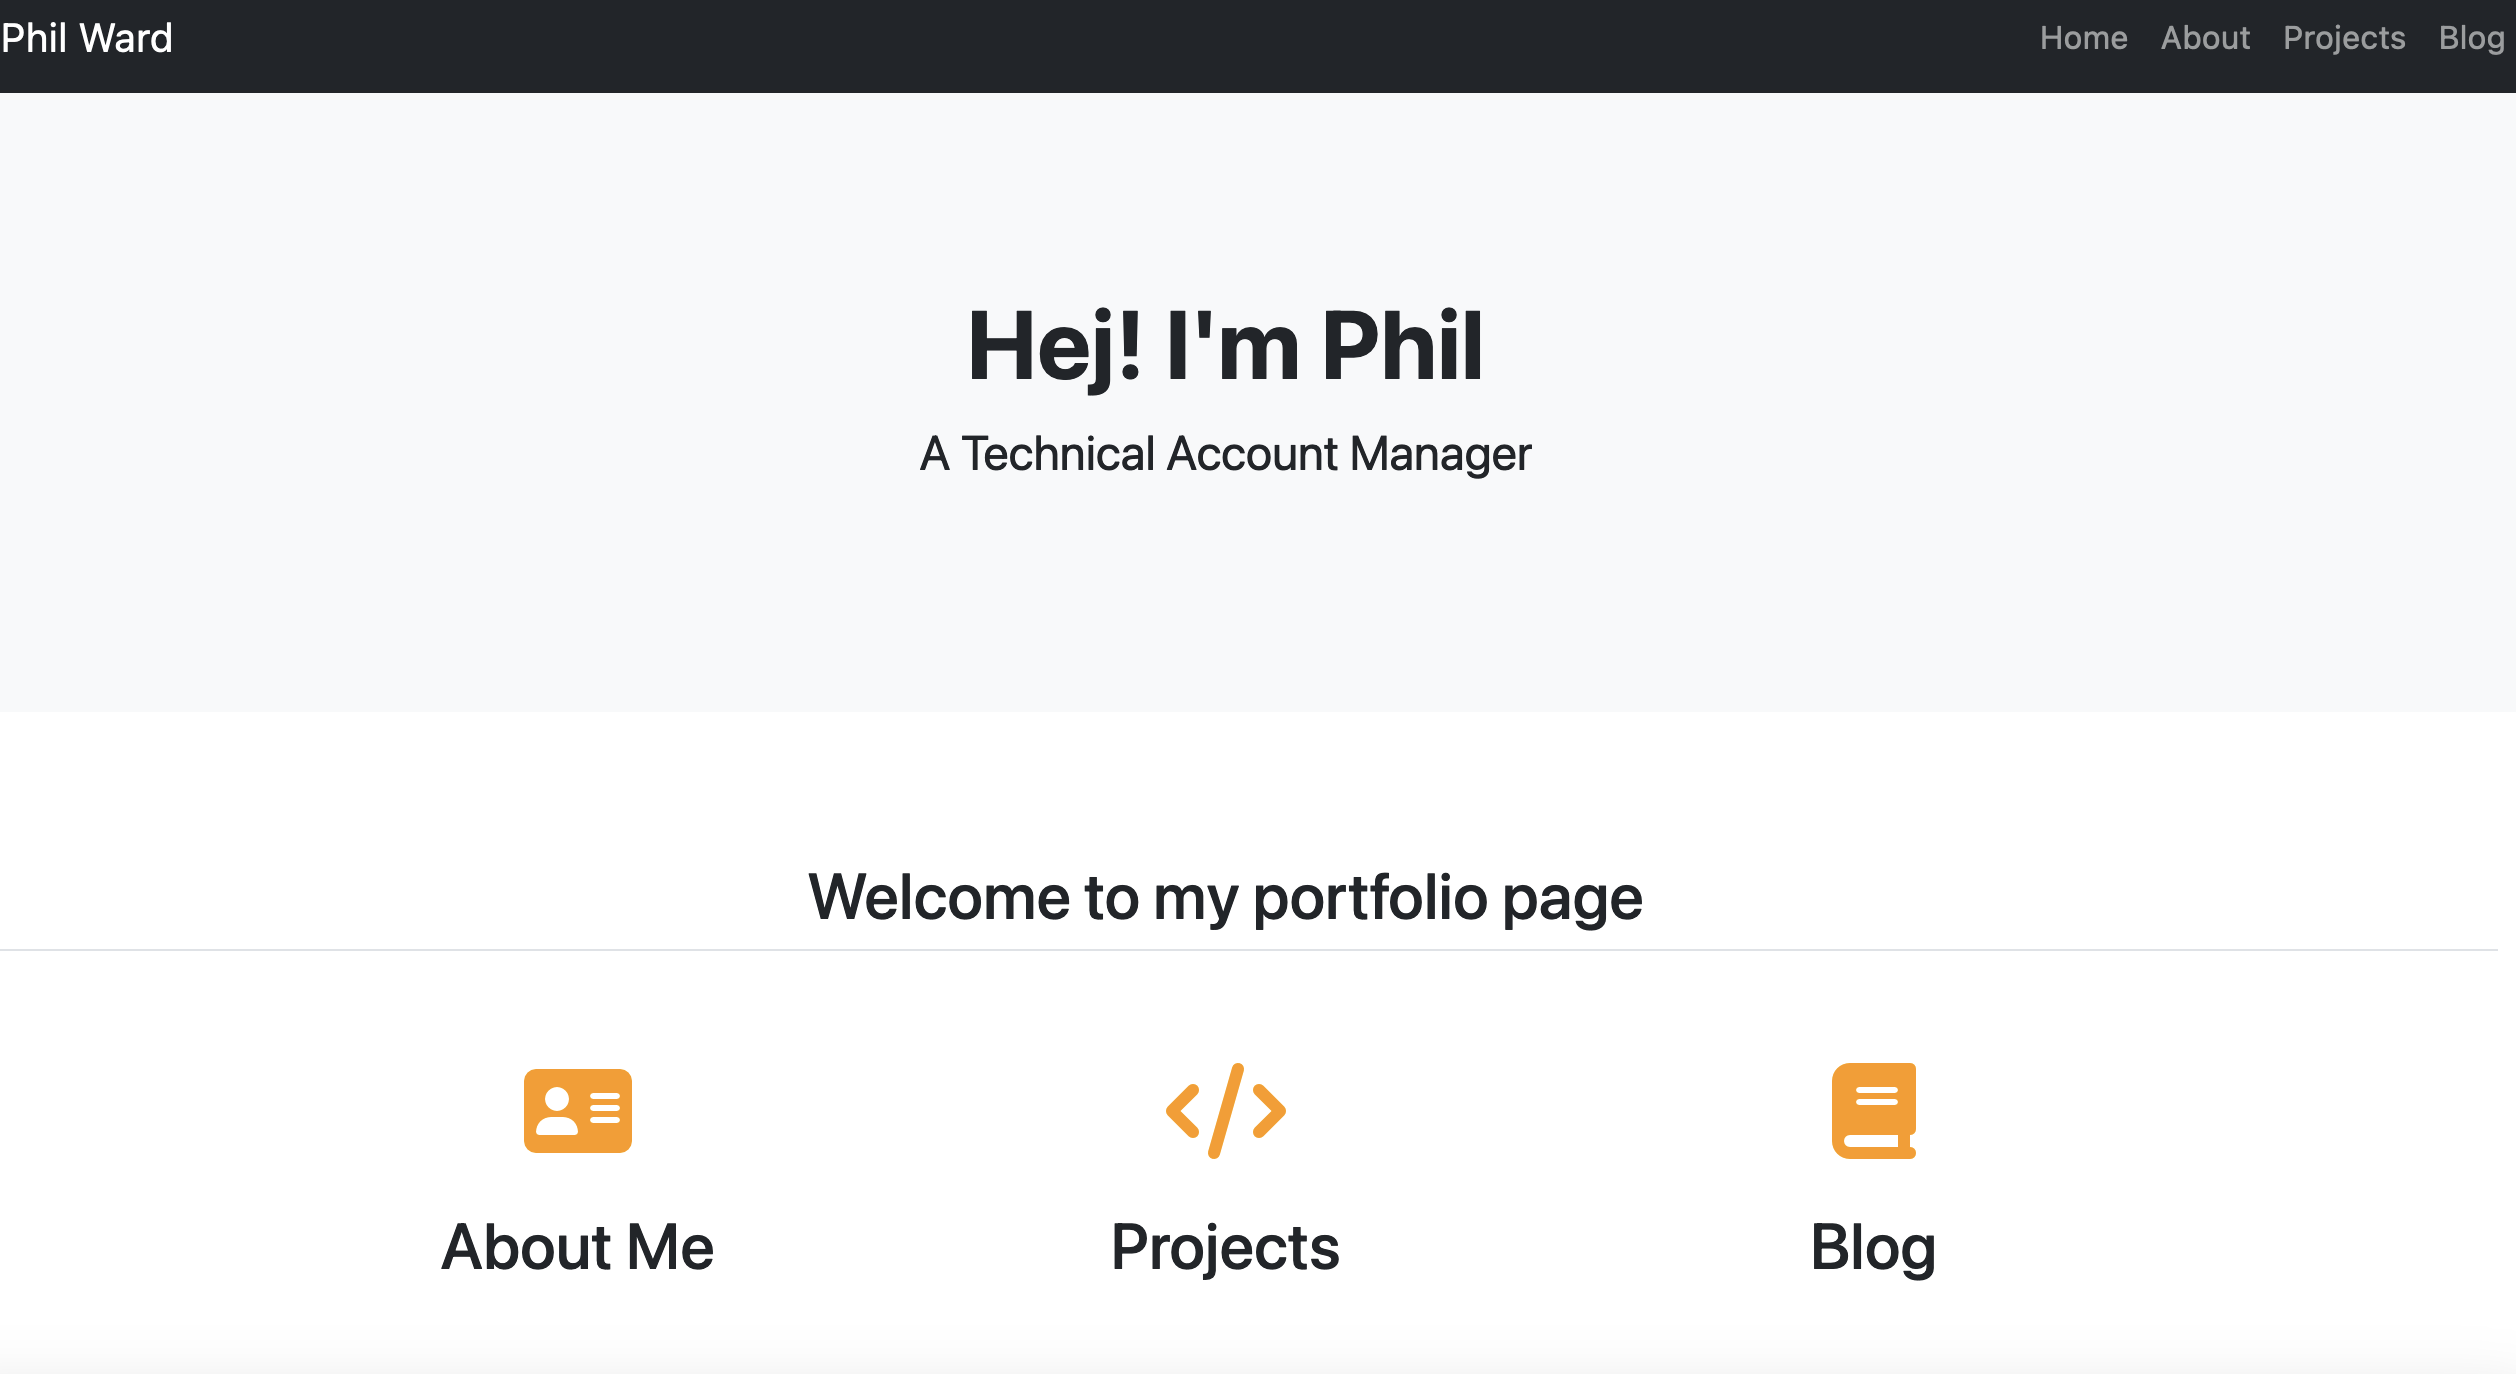 Phil Ward
Home About Projects Blog
Hej! I'm Phil
A Technical Account Manager
Welcome to my portfolio page
About Me
Projects
Blog